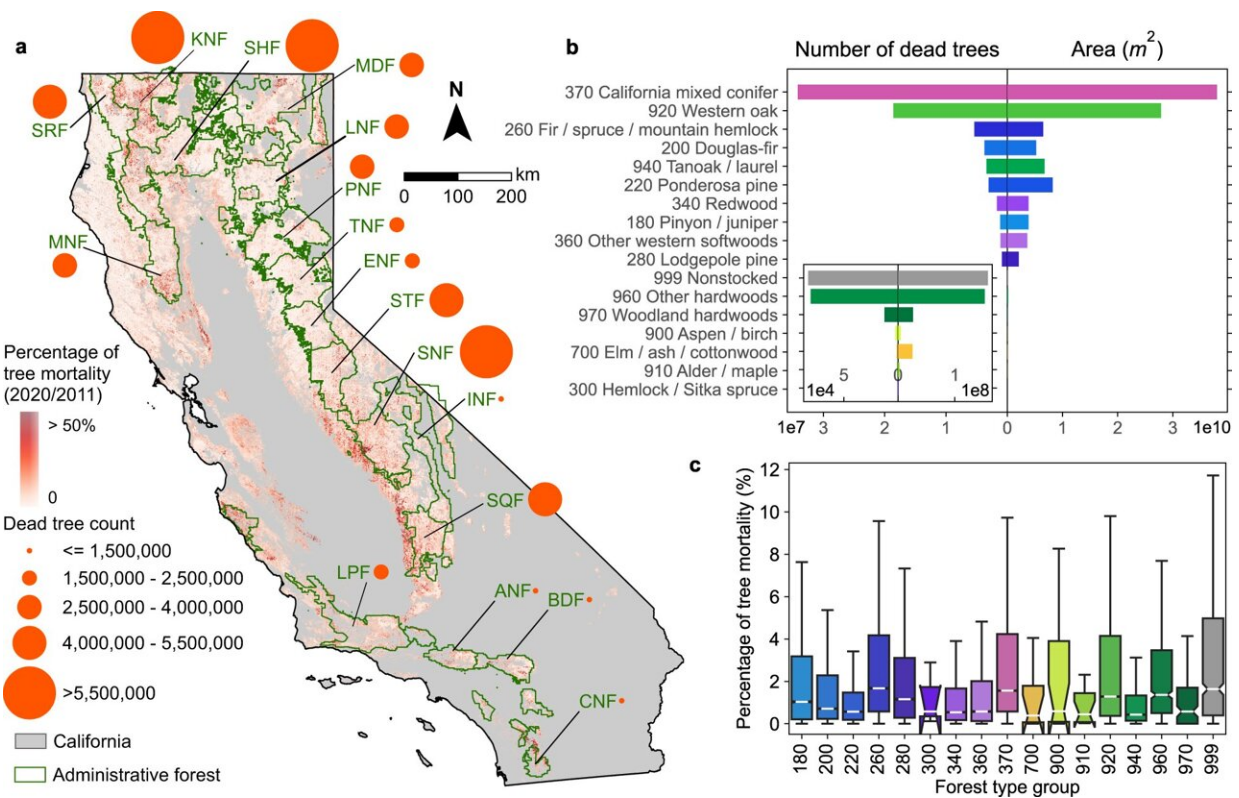 a
KNF
SHF
MDF
SRF
LNF
PNF
TNF
ENF
MNF
STF
SNF
INF
SQF
LPF
ANF
BDF
CNF
N
km
0 100 200
Percentage of
tree mortality
(2020/2011)
> 50%
0
Dead tree count
<= 1,500,000
1,500,000 - 2,500,000
2,500,000 - 4,000,000
4,000,000 - 5,500,000
>5,500,000
California
Administrative forest
b
Number of dead trees Area (m²)
370 California mixed conifer
920 Western oak
260 Fir / spruce / mountain hemlock
200 Douglas-fir
940 Tanoak / laurel
220 Ponderosa pine
340 Redwood
180 Pinyon / juniper
360 Other western softwoods
280 Lodgepole pine
999 Nonstocked
960 Other hardwoods
970 Woodland hardwoods
900 Aspen / birch
700 Elm / ash / cottonwood
910 Alder / maple
300 Hemlock / Sitka spruce
1e4 5 0 1 1e8
1e7 3 2 1 0 1 2 3 1e10
c
Percentage of tree mortality (%)
12
10
8
6
4
2
0
180 200 220 260 280 300 340 360 370 700 900 910 920 940 960 970 999
Forest type group